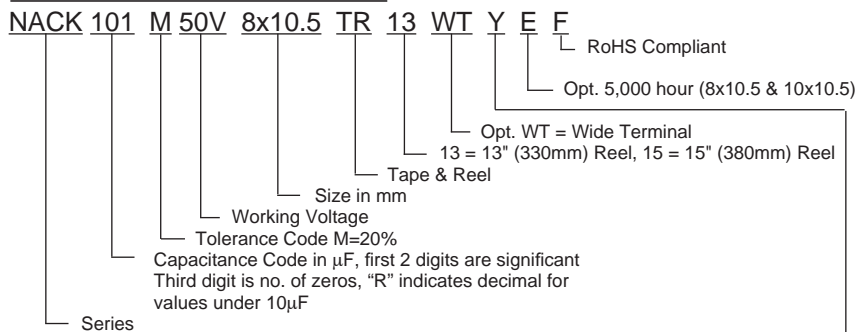 NACK 101 M 50V 8x10.5 TR 13 WT Y E F
RoHS Compliant
Opt. 5,000 hour (8x10.5 & 10x10.5)
Opt. WT = Wide Terminal
13 = 13" (330mm) Reel, 15 = 15" (380mm) Reel
Tape & Reel
Size in mm
Working Voltage
Tolerance Code M=20%
Capacitance Code in μF, first 2 digits are significant
Third digit is no. of zeros, “R” indicates decimal for
values under 10μF
Series